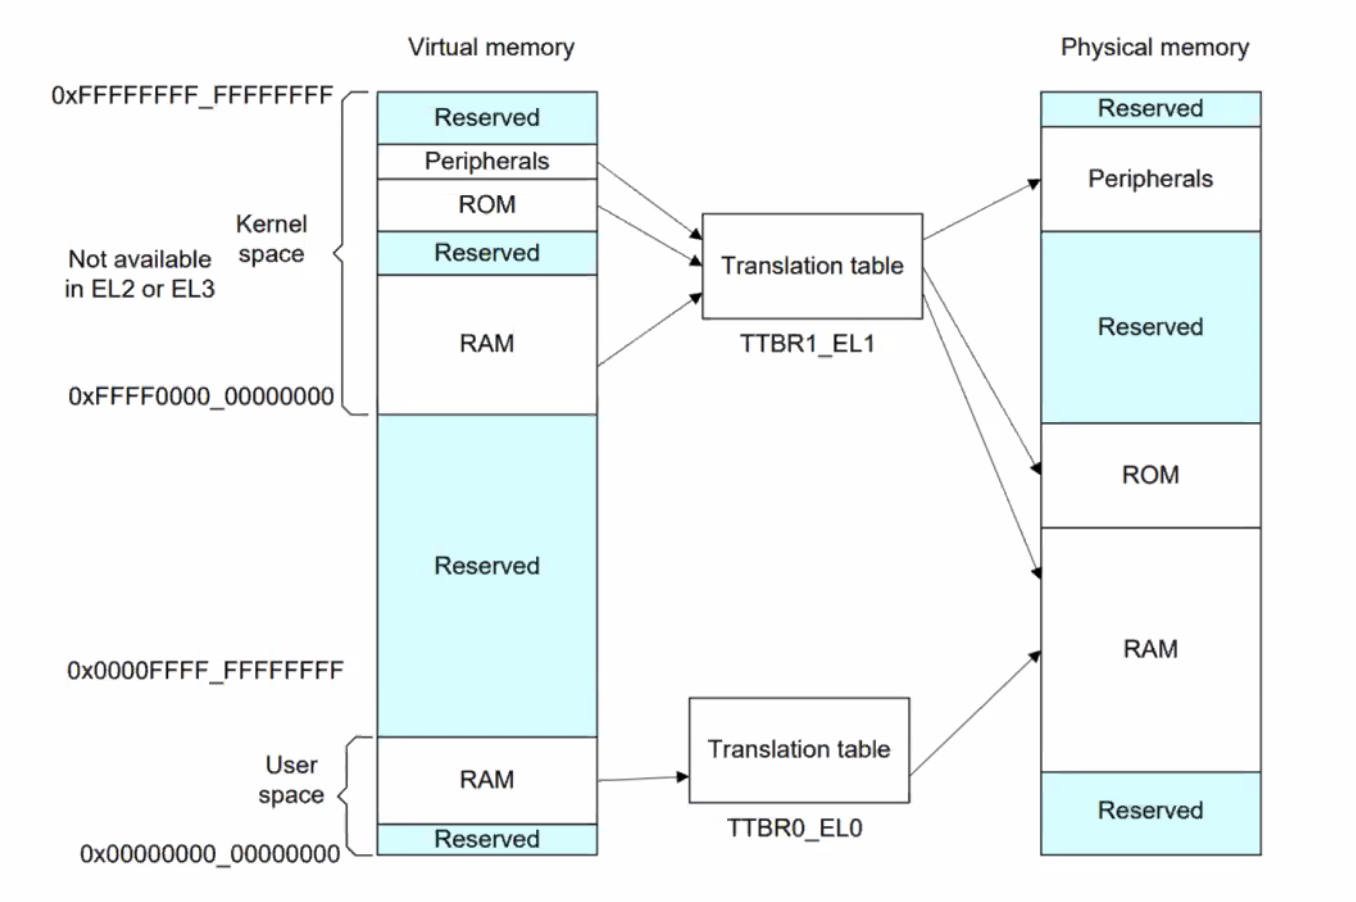 Virtual memory
Physical memory
0xFFFFFFFF_FFFFFFFF
Reserved
Peripherals
ROM
Reserved
RAM
Kernel
space
Not available
in EL2 or EL3
0xFFFF0000_00000000
Reserved
0x0000FFFF_FFFFFFFF
User
space
RAM
Reserved
0x00000000_00000000
Translation table
TTBR1_EL1
Translation table
TTBR0_EL0
Reserved
Peripherals
Reserved
ROM
RAM
Reserved